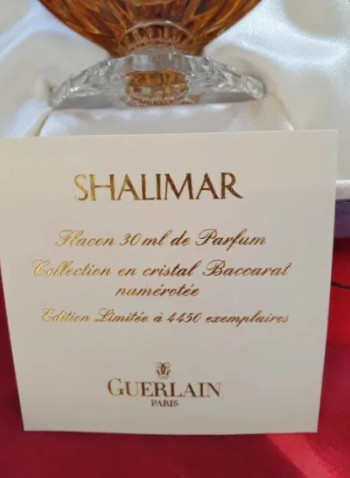 SHALIMAR
Flacon 30 ml de Parfum
Collection en cristal Baccarat
numérotée
Edition Limitée à 4450 exemplaires
GUERLAIN
PARIS